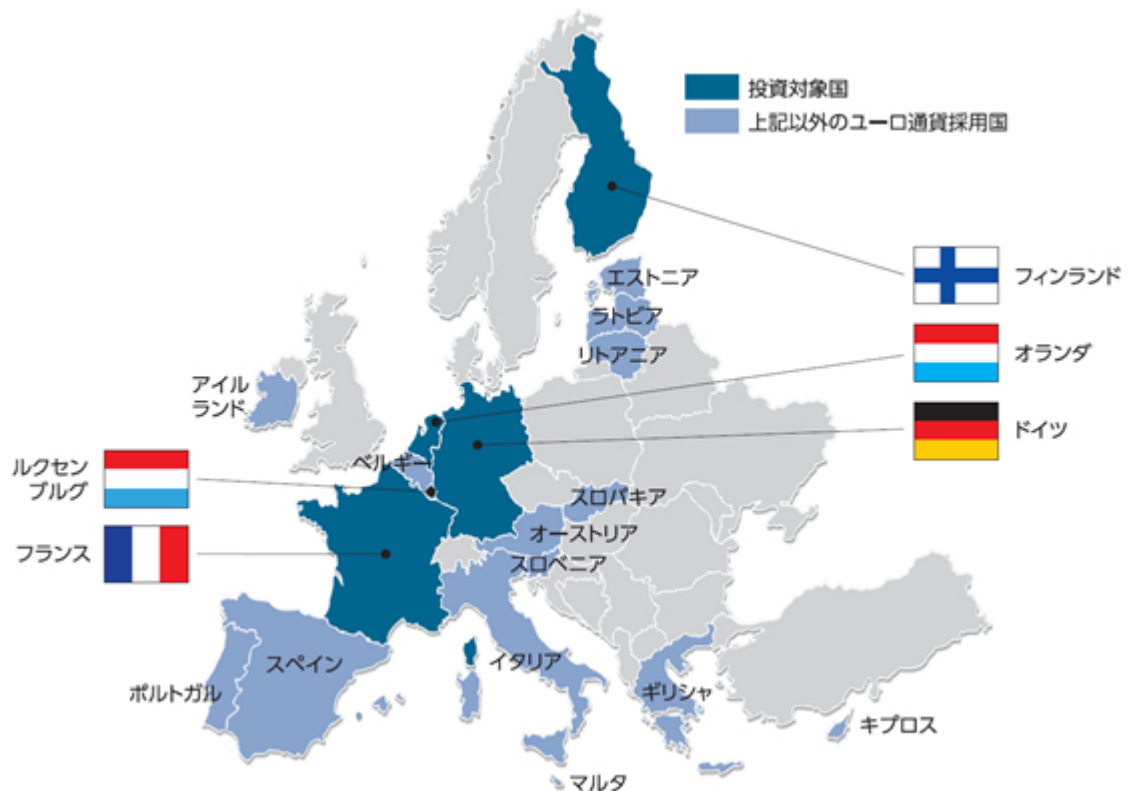 投資対象国
上記以外のユーロ通貨採用国
エストニア
フィンランド
ラトビア
リトアニア
オランダ
アイル
ランド
ドイツ
ベルギー
ルクセン
ブルグ
スロバキア
オーストリア
フランス
スロベニア
スペイン
イタリア
ポルトガル
ギリシャ
キプロス
マルタ